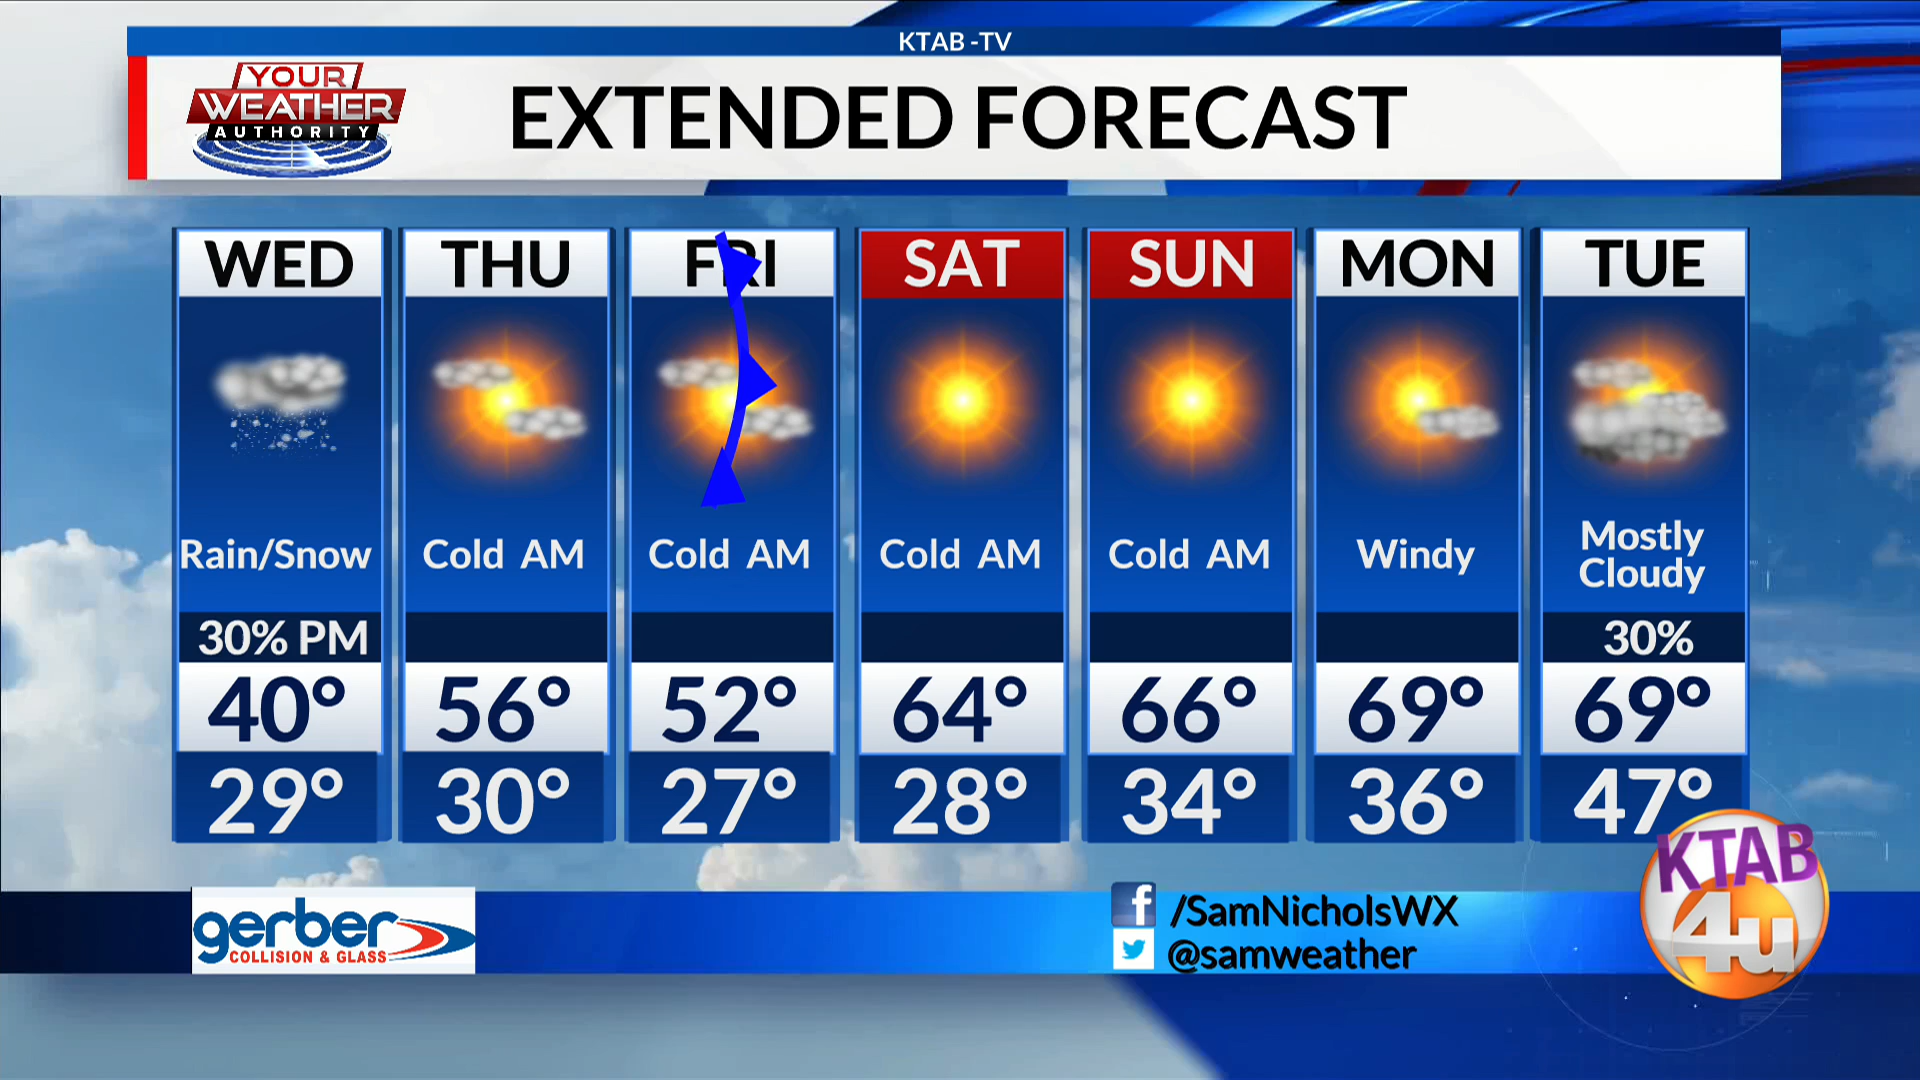 KTAB -TV
YOUR
WEATHER
AUTHORITY
EXTENDED FORECAST
WED THU FRI SAT SUN MON TUE
Rain/Snow Cold AM Cold AM Cold AM Cold AM Windy Mostly
Cloudy
30% PM 30%
40° 56° 52° 64° 66° 69° 69°
29° 30° 27° 28° 34° 36° 47°
gerber
COLLISION & GLASS
f /SamNicholsWX
@samweather
KTAB
4u